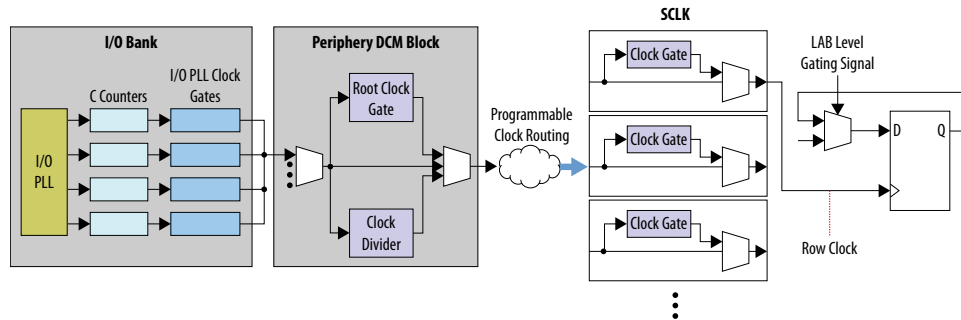 I/O Bank
C Counters
I/O PLL Clock
Gates
I/O
PLL
Periphery DCM Block
Root Clock
Gate
Clock
Divider
Programmable
Clock Routing
SCLK
Clock Gate
Clock Gate
Clock Gate
LAB Level
Gating Signal
D
Q
Row Clock